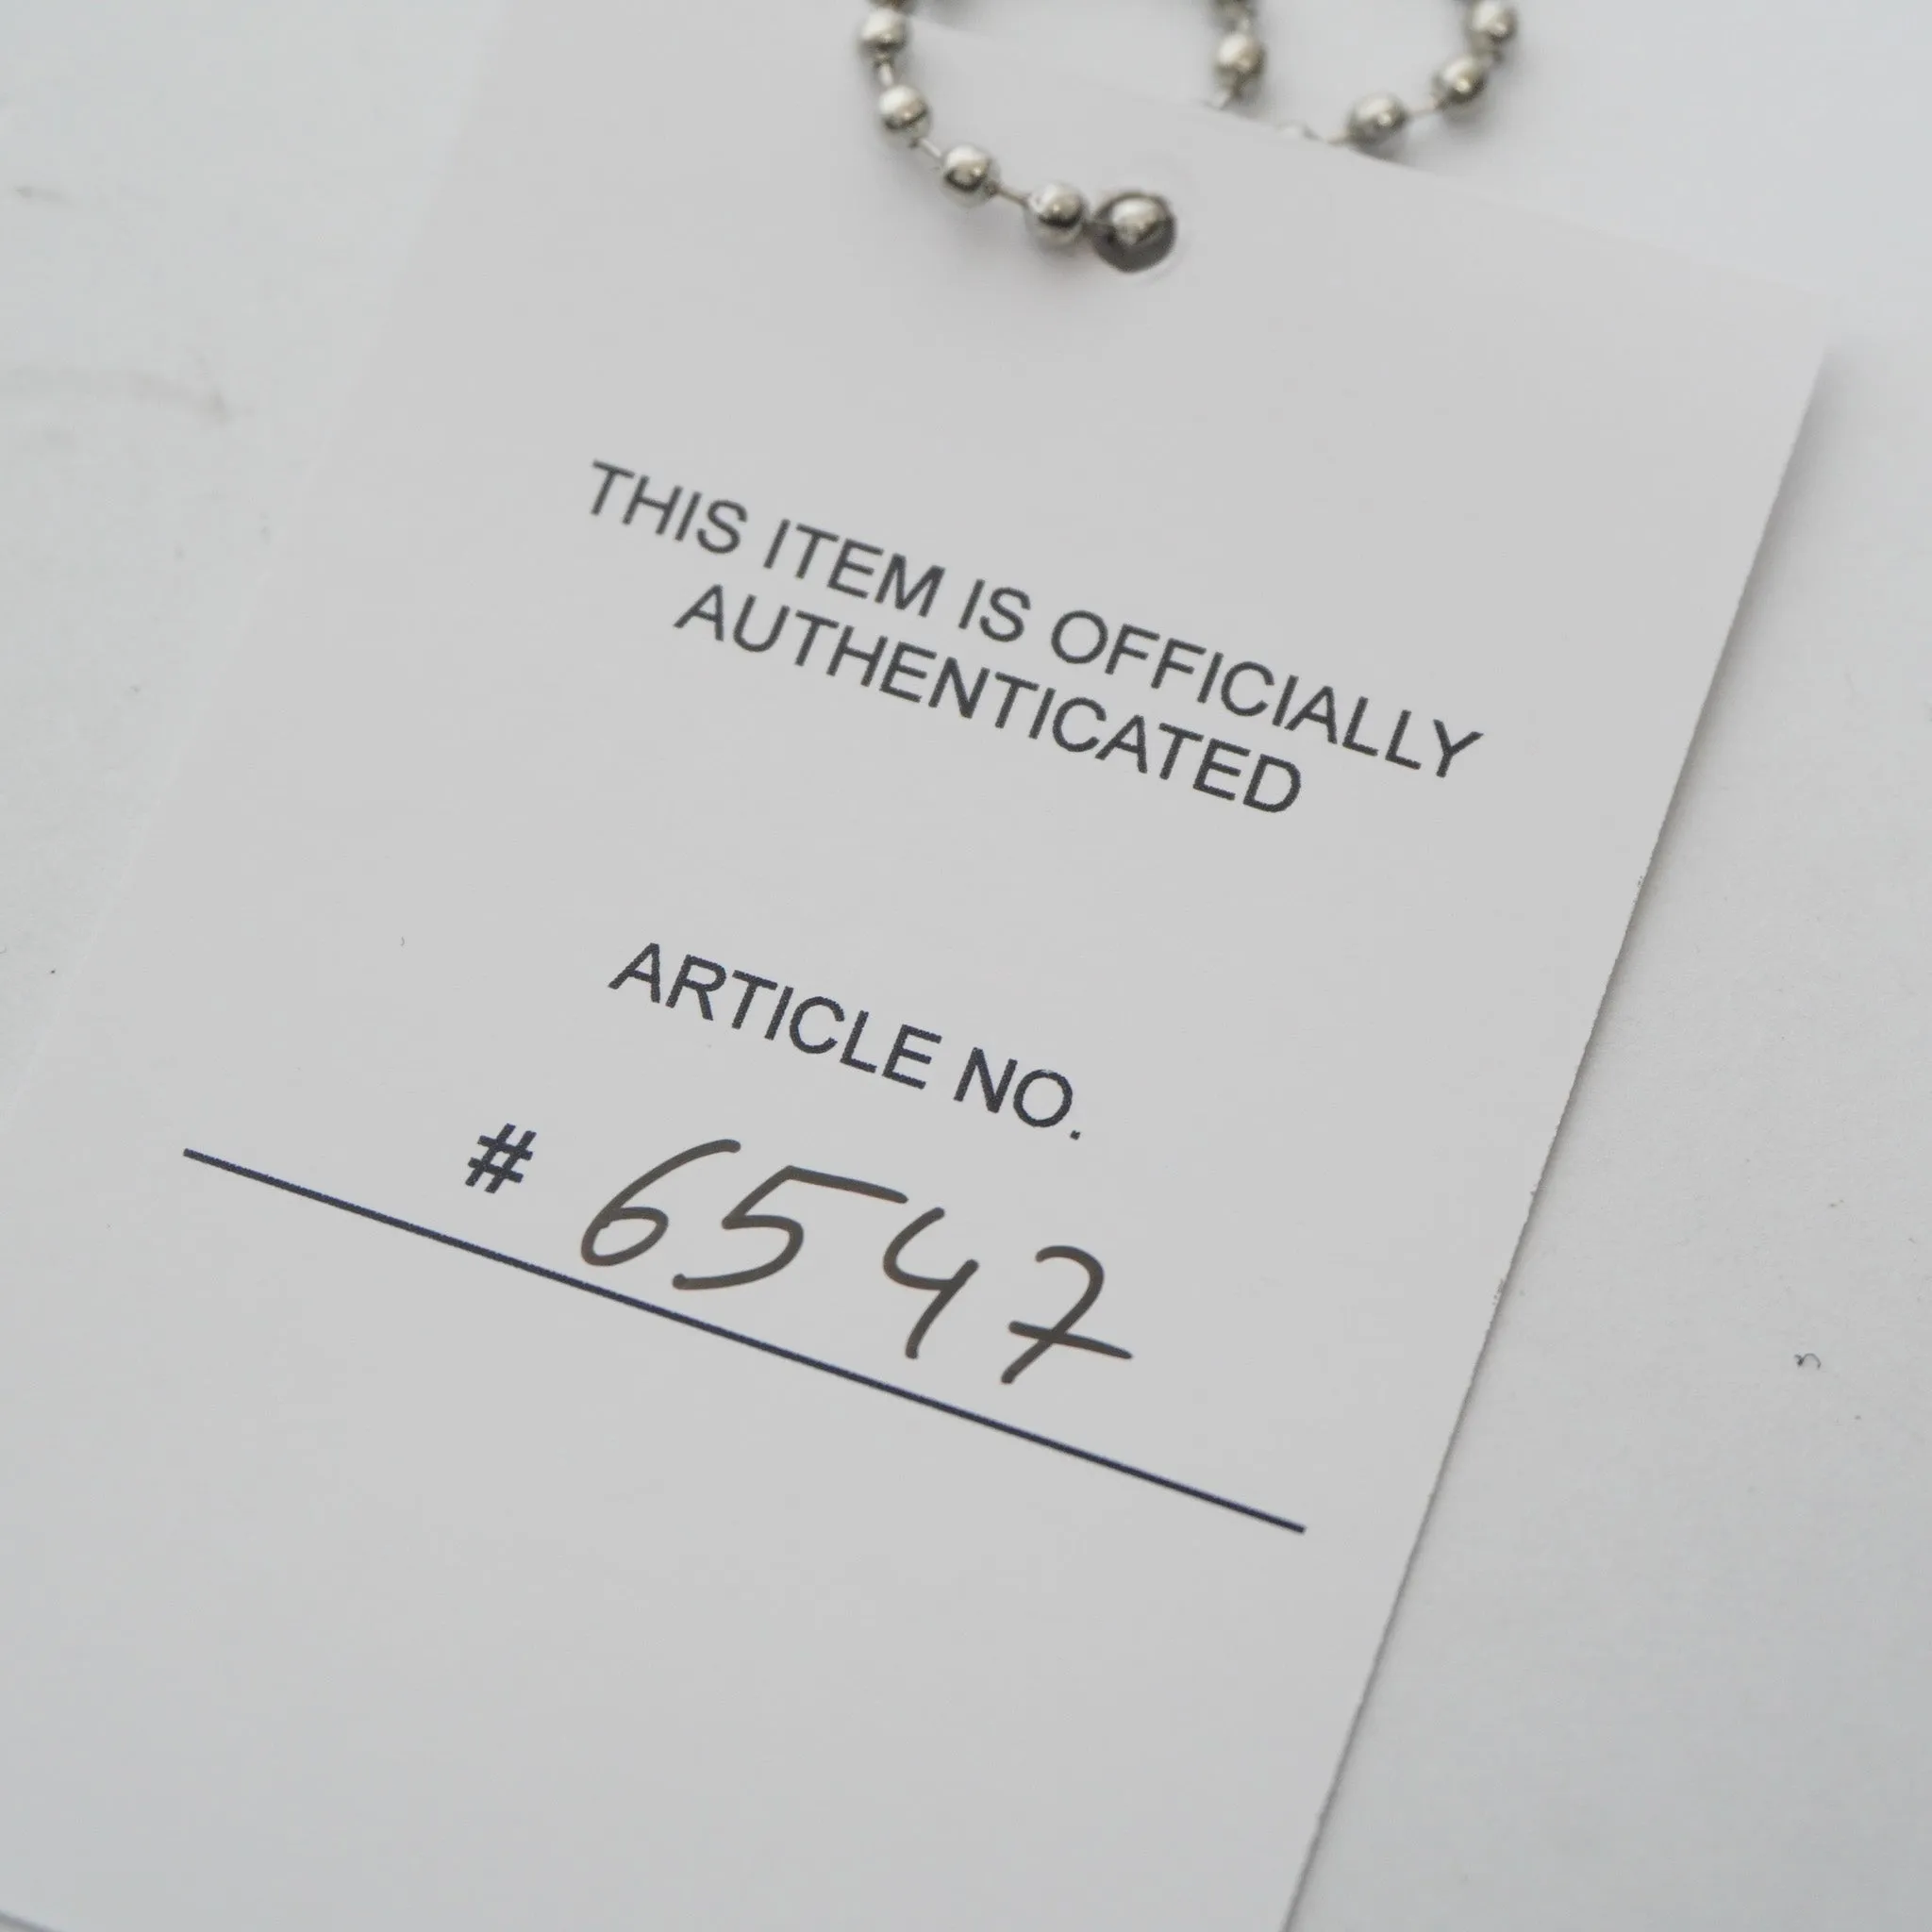 THIS ITEM IS OFFICIALLY
AUTHENTICATED
ARTICLE NO.
# 6547